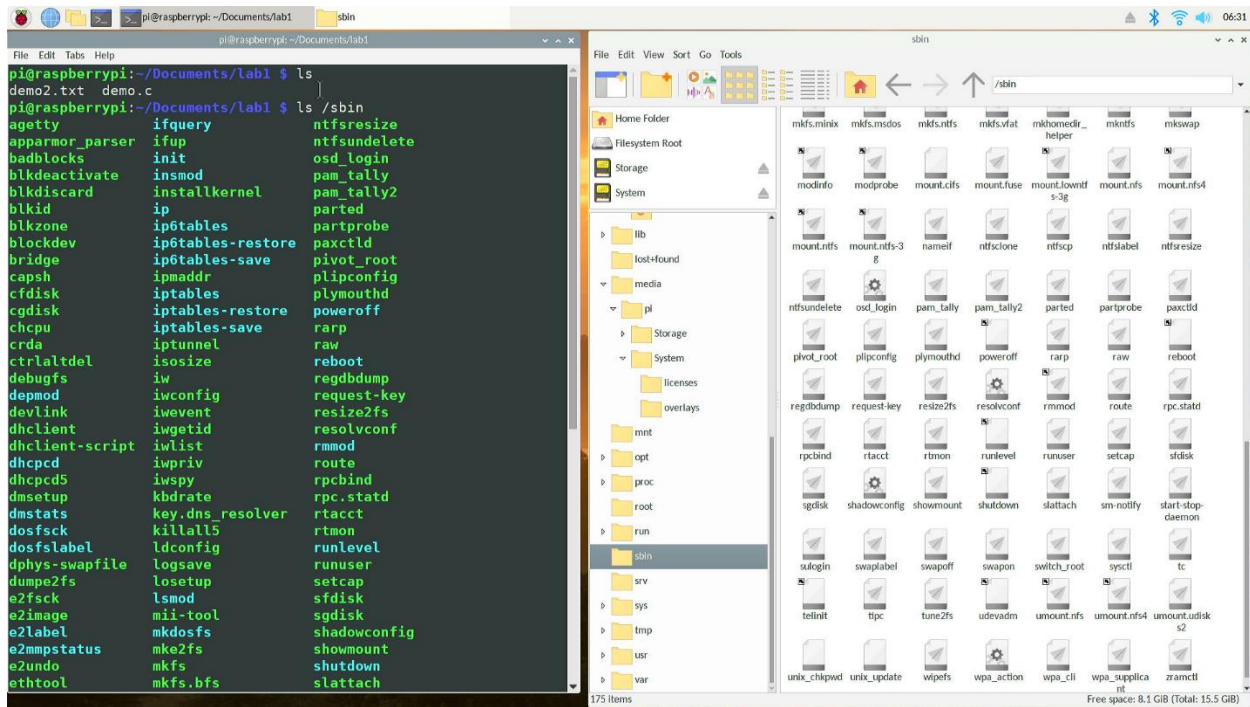 pi@raspberrypi: ~/Documents/lab1 sbin 06:31
pi@raspberrypi: ~/Documents/lab1
File Edit Tabs Help
pi@raspberrypi:~/Documents/lab1 $ ls
demo2.txt demo.c
pi@raspberrypi:~/Documents/lab1 $ ls /sbin
agetty ifquery ntfsresize
apparmor_parser ifup ntfsundelete
badblocks init osd_login
blkdeactivate insmod pam_tally
blkdiscard installkernel pam_tally2
blkid ip parted
blkzone ip6tables partprobe
blockdev ip6tables-restore paxctld
bridge ip6tables-save pivot_root
capsh ipmaddr plipconfig
cfdisk iptables plymouthd
cgdisk iptables-restore poweroff
chcpu iptables-save rarp
crda iptunnel raw
ctrlaltdel isosize reboot
debugfs iw regdbdump
depmod iwconfig request-key
devlink iwevent resize2fs
dhclient iwgetid resolvconf
dhclient-script iwlist rmmod
dhcpcd iwpriv route
dhcpcd5 iwspy rpcbind
dmsetup kbdrate rpc.statd
dmstats key.dns_resolver rtacct
dosfsck killall5 rtmon
dosfslabel ldconfig runlevel
dphys-swapfile logsave runuser
dumpe2fs losetup setcap
e2fsck lsmod sfdisk
e2image mii-tool sgdisk
e2label mkdosfs shadowconfig
e2mmpstatus mke2fs showmount
e2undo mkfs shutdown
ethtool mkfs.bfs slattach
sbin
File Edit View Sort Go Tools
/sbin
Home Folder
Filesystem Root
Storage
System
lib
lost+found
media
pi
Storage
System
licenses
overlays
mnt
opt
proc
root
run
sbin
srv
sys
tmp
usr
var
mkfs.minix mkfs.msdos mkfs.ntfs mkfs.vfat mkhomedir_ mkntfs mkswap
helper
modinfo modprobe mount.cifs mount.fuse mount.lowntf mount.nfs mount.nfs4
s-3g
mount.ntfs mount.ntfs-3 nameif ntfsclone ntfscp ntfslabel ntfsresize
g
ntfsundelete osd_login pam_tally pam_tally2 parted partprobe paxctld
pivot_root plipconfig plymouthd poweroff rarp raw reboot
regdbdump request-key resize2fs resolvconf rmmod route rpc.statd
rpcbind rtacct rtmon runlevel runuser setcap sfdisk
sgdisk shadowconfig showmount shutdown slattach sm-notify start-stop-
daemon
sulogin swaplabel swapoff swapon switch_root sysctl tc
telinit tipc tune2fs udevadm umount.nfs umount.nfs4 umount.udisk
s2
unix_chkpwd unix_update wipefs wpa_action wpa_cli wpa_supplica zramctl
nt
175 items Free space: 8.1 GiB (Total: 15.5 GiB)